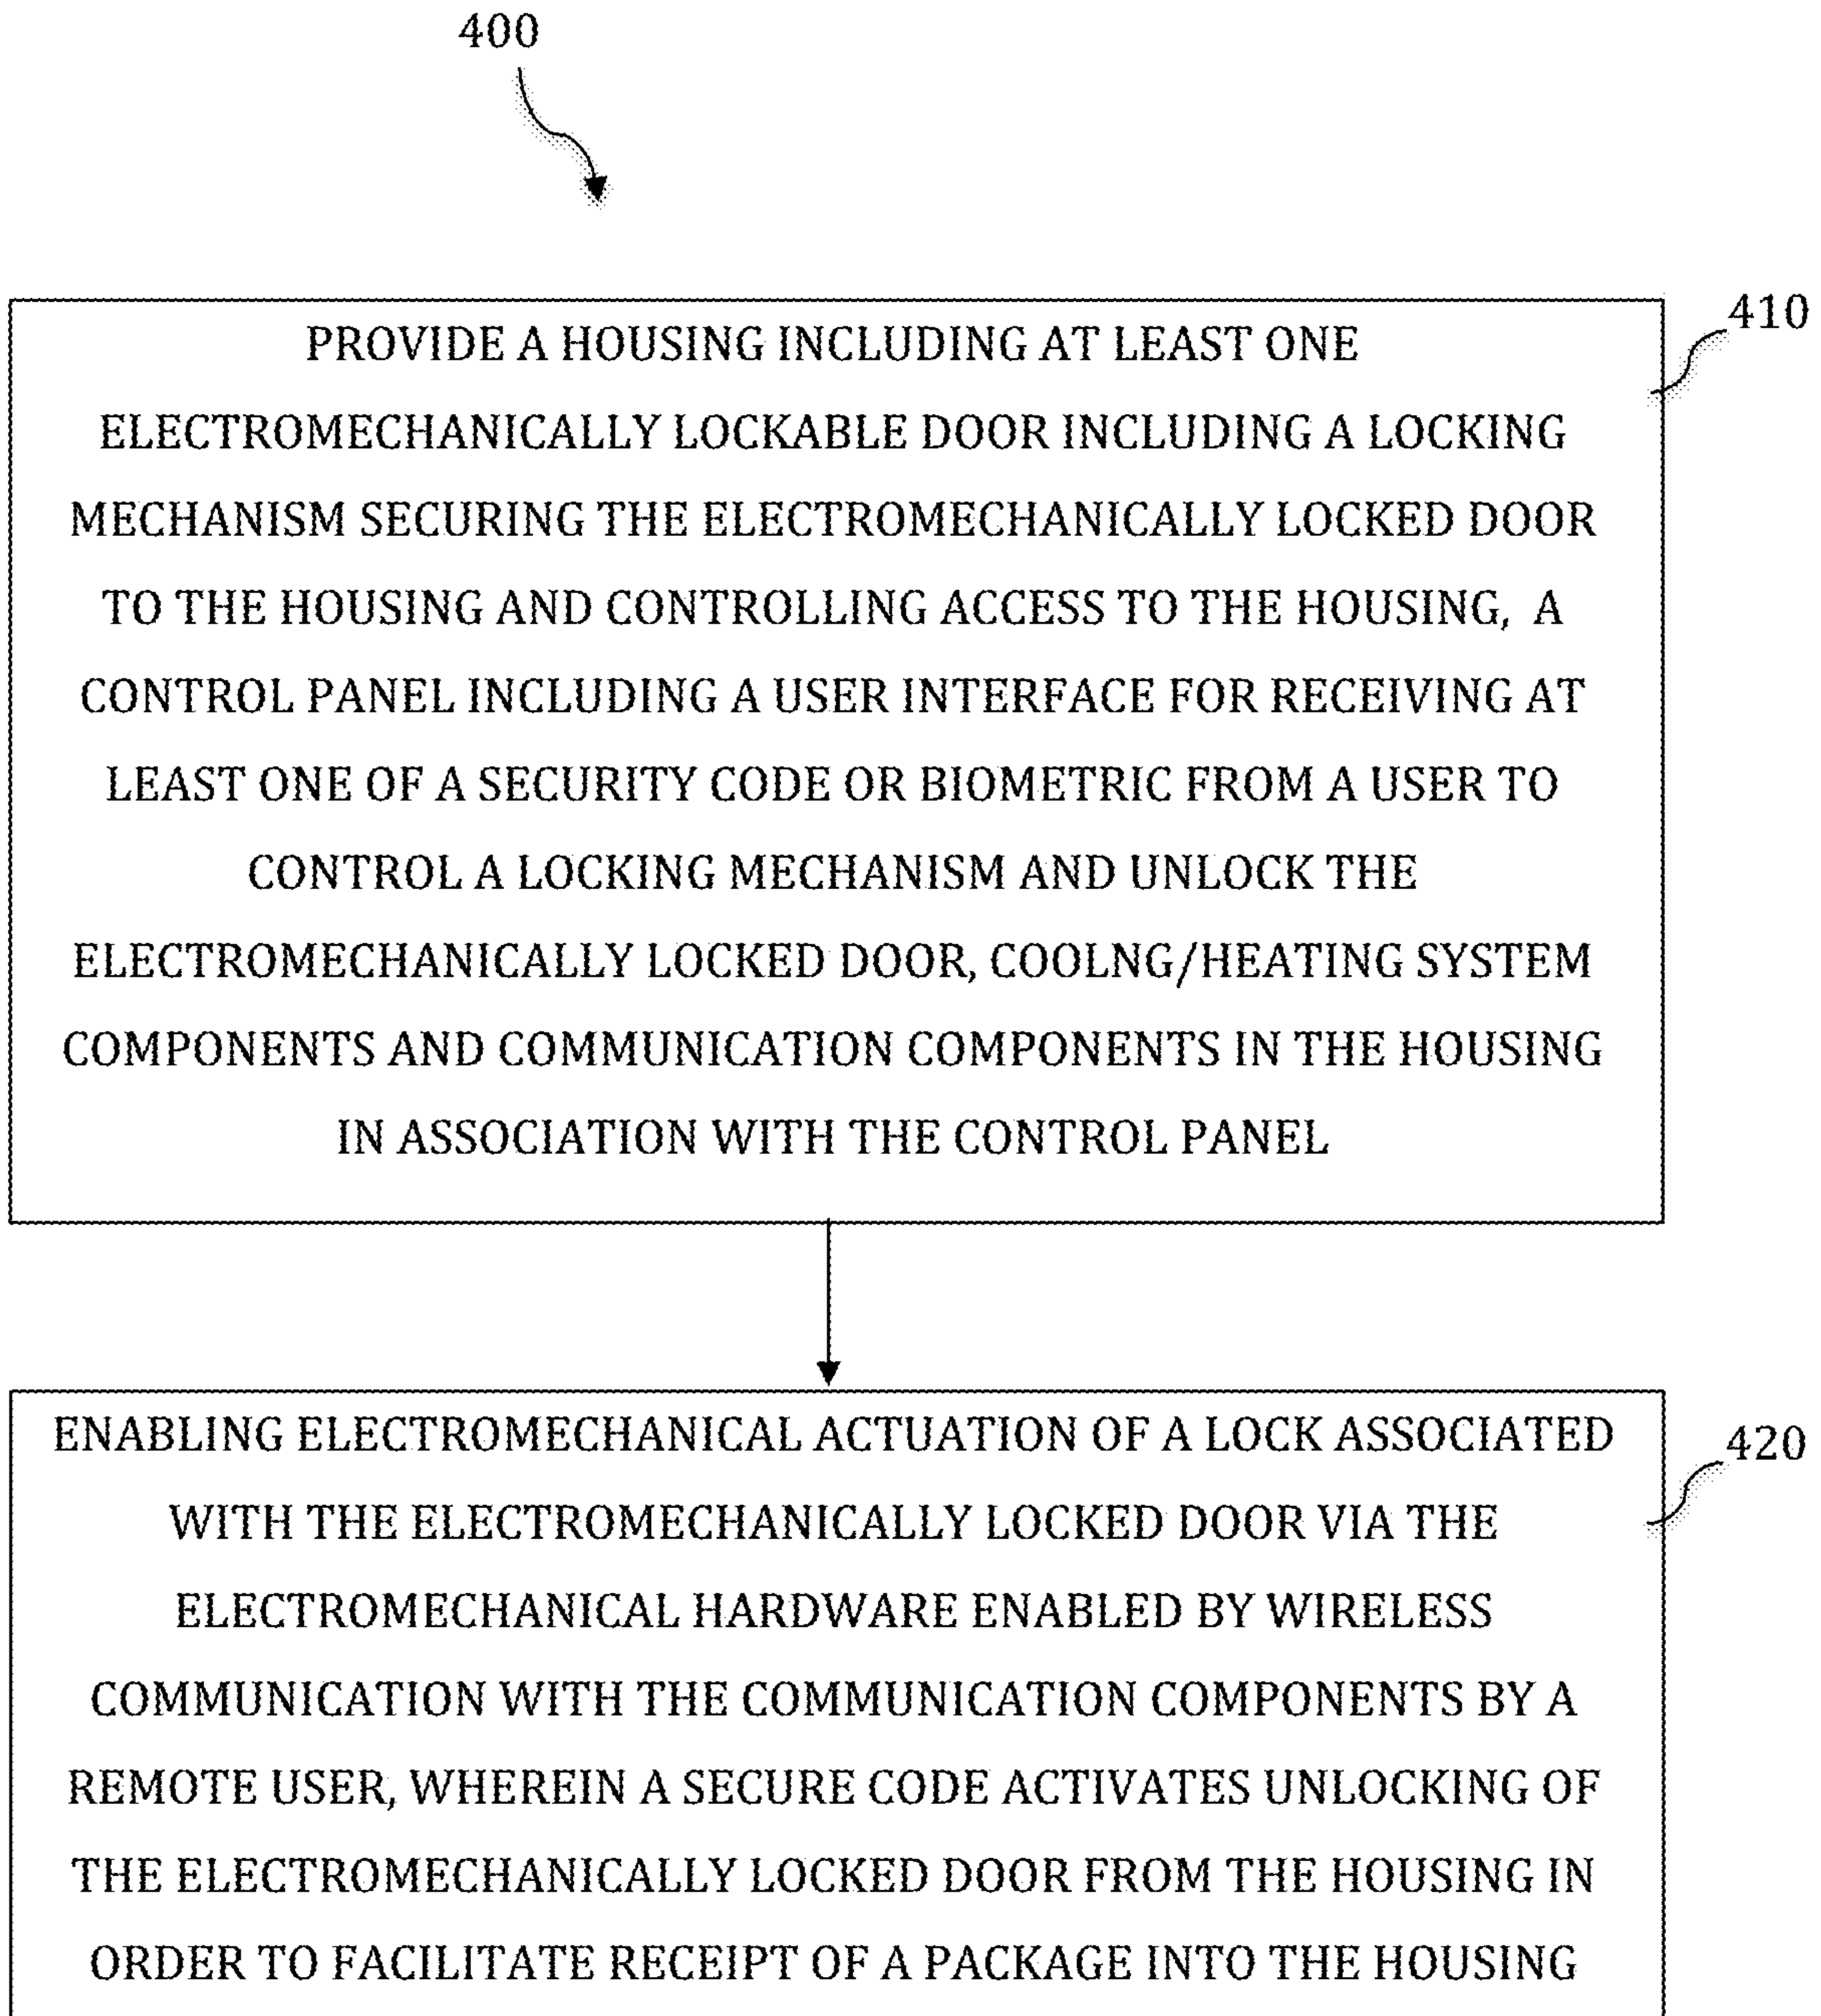 400
410
PROVIDE A HOUSING INCLUDING AT LEAST ONE
ELECTROMECHANICALLY LOCKABLE DOOR INCLUDING A LOCKING
MECHANISM SECURING THE ELECTROMECHANICALLY LOCKED DOOR
TO THE HOUSING AND CONTROLLING ACCESS TO THE HOUSING, A
CONTROL PANEL INCLUDING A USER INTERFACE FOR RECEIVING AT
LEAST ONE OF A SECURITY CODE OR BIOMETRIC FROM A USER TO
CONTROL A LOCKING MECHANISM AND UNLOCK THE
ELECTROMECHANICALLY LOCKED DOOR, COOLNG/HEATING SYSTEM
COMPONENTS AND COMMUNICATION COMPONENTS IN THE HOUSING
IN ASSOCIATION WITH THE CONTROL PANEL
420
ENABLING ELECTROMECHANICAL ACTUATION OF A LOCK ASSOCIATED
WITH THE ELECTROMECHANICALLY LOCKED DOOR VIA THE
ELECTROMECHANICAL HARDWARE ENABLED BY WIRELESS
COMMUNICATION WITH THE COMMUNICATION COMPONENTS BY A
REMOTE USER, WHEREIN A SECURE CODE ACTIVATES UNLOCKING OF
THE ELECTROMECHANICALLY LOCKED DOOR FROM THE HOUSING IN
ORDER TO FACILITATE RECEIPT OF A PACKAGE INTO THE HOUSING